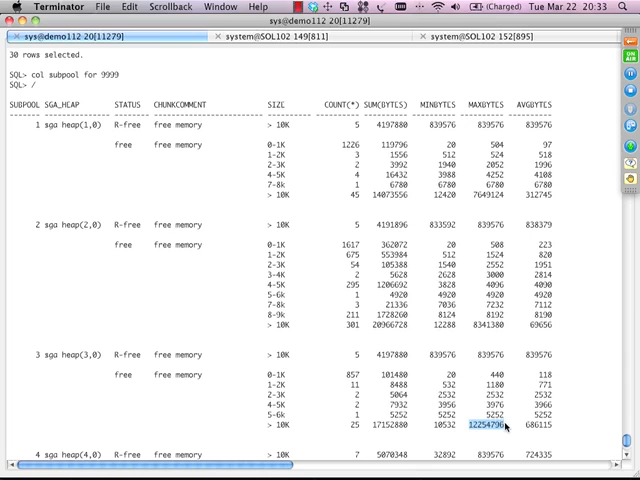 Terminator Edit Scrollback Window Help (Charged) Tue Mar 22 20:33
sys@demo112 20[11279]
sys@demo112 20[11279] system@SOL102 149[811] system@SOL102 152[895]
30 rows selected.
SQL> col subpool for 9999
SQL> /
SUBPOOL SGA_HEAP STATUS CHUNKCOMMENT SIZE COUNT(*) SUM(BYTES) MINBYTES MAXBYTES AVGBYTES
1 sga heap(1,0) R-free free memory > 10K 5 4197880 839576 839576 839576
free free memory 0-1K 1226 119796 20 504 97
1-2K 3 1556 512 524 518
2-3K 2 3992 1940 2052 1996
4-5K 4 16432 3988 4252 4108
7-8k 1 6780 6780 6780 6780
> 10K 45 14073556 12420 7649124 312745
2 sga heap(2,0) R-free free memory > 10K 5 4191896 833592 839576 838379
free free memory 0-1K 1617 362072 20 508 223
1-2K 675 553984 512 1524 820
2-3K 54 105388 1540 2552 1951
3-4K 2 5628 2628 3000 2814
4-5K 295 1206692 3828 4096 4090
5-6k 1 4920 4920 4920 4920
7-8k 3 21336 7036 7232 7112
8-9k 211 1728260 8124 8192 8190
> 10K 301 20966728 12288 8341380 69656
3 sga heap(3,0) R-free free memory > 10K 5 4197880 839576 839576 839576
free free memory 0-1K 857 101480 20 440 118
1-2K 11 8488 532 1180 771
2-3K 2 5064 2532 2532 2532
4-5K 2 7932 3956 3976 3966
5-6k 1 5252 5252 5252 5252
> 10K 25 17152880 10532 12254796 686115
4 sga heap(4,0) R-free free memory > 10K 7 5070348 32892 839576 724335
ON AIR